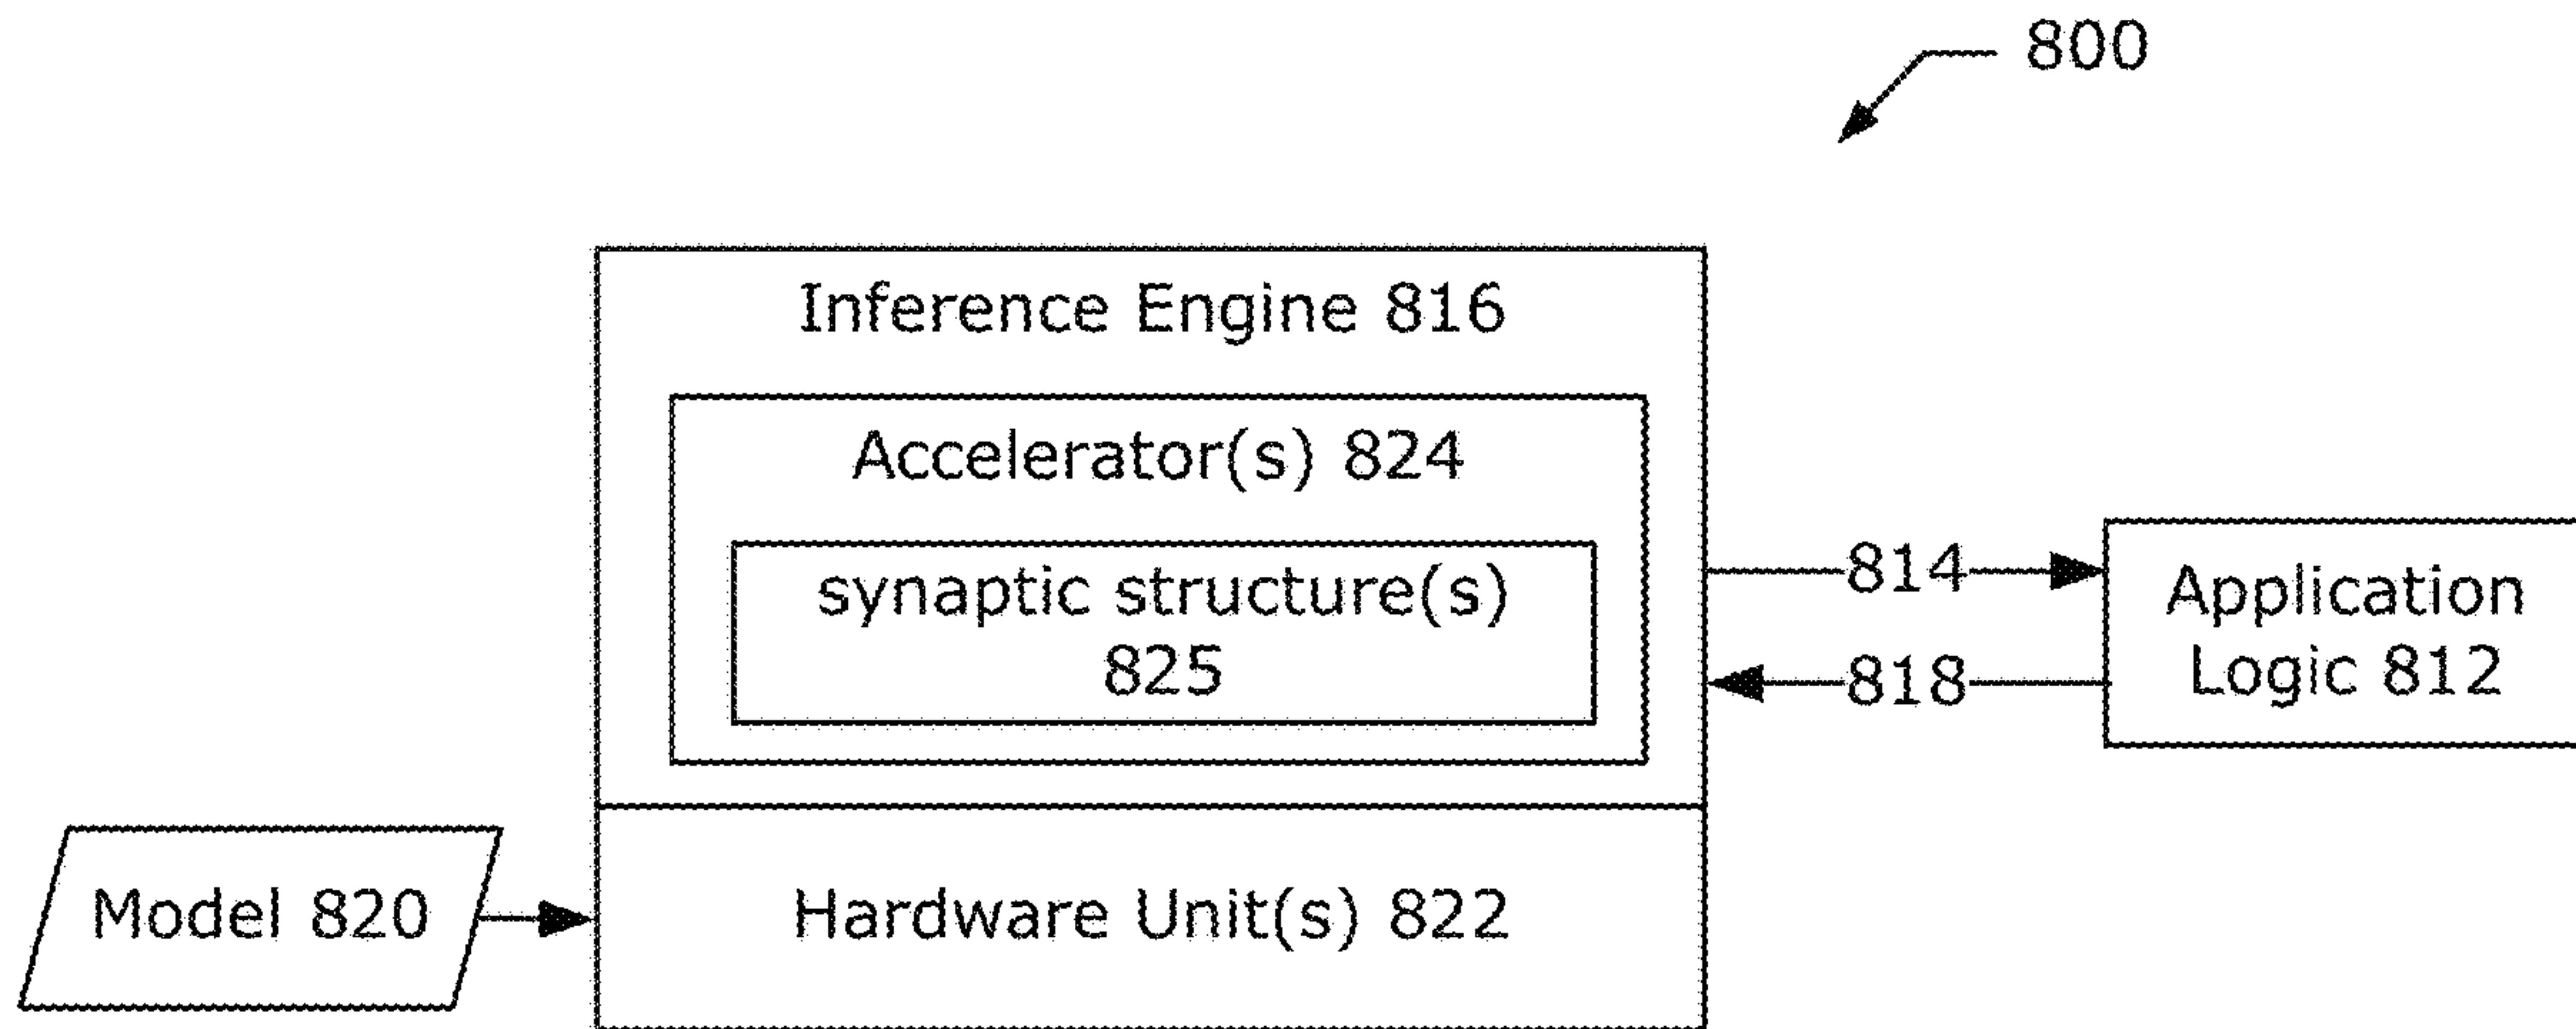 800
Inference Engine 816
Accelerator(s) 824
synaptic structure(s)
825
814
818
Application
Logic 812
Model 820
Hardware Unit(s) 822